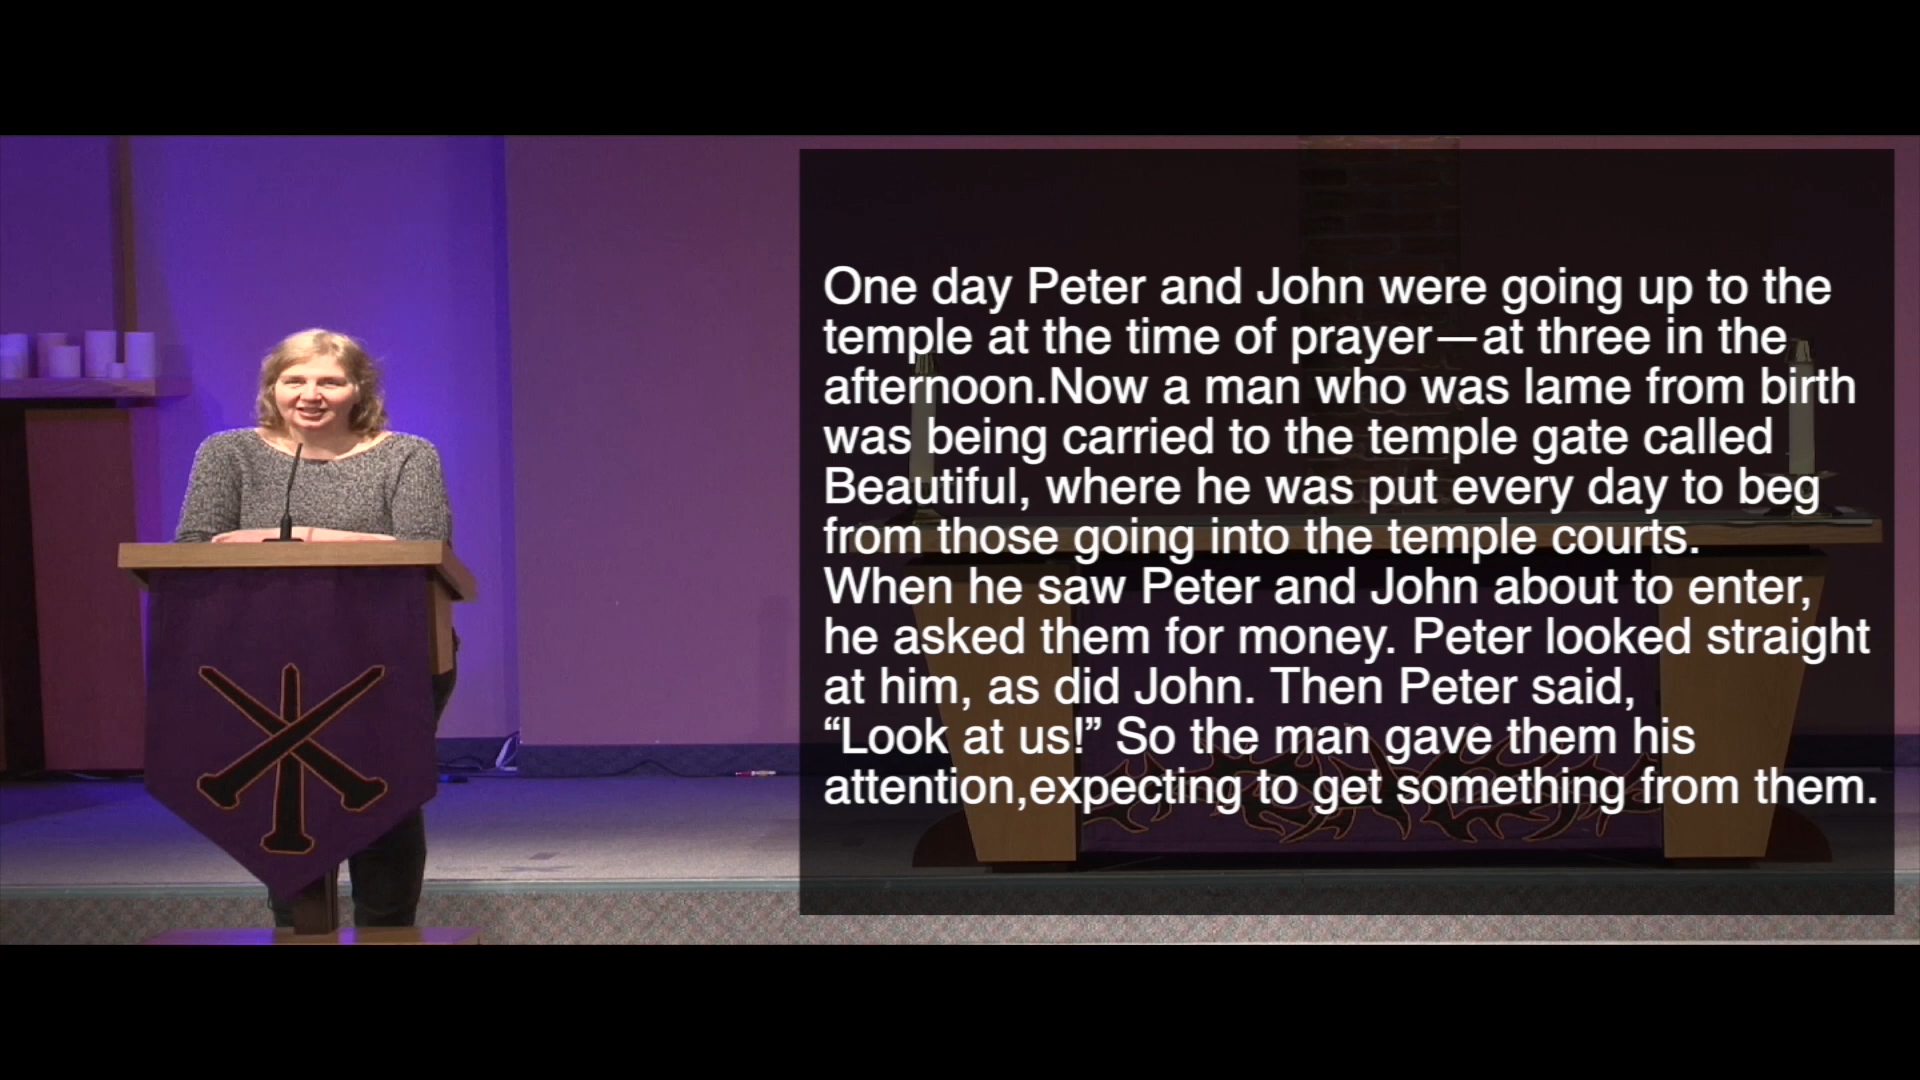 One day Peter and John were going up to the
temple at the time of prayer—at three in the
afternoon.Now a man who was lame from birth
was being carried to the temple gate called
Beautiful, where he was put every day to beg
from those going into the temple courts.
When he saw Peter and John about to enter,
he asked them for money. Peter looked straight
at him, as did John. Then Peter said,
“Look at us!” So the man gave them his
attention,expecting to get something from them.